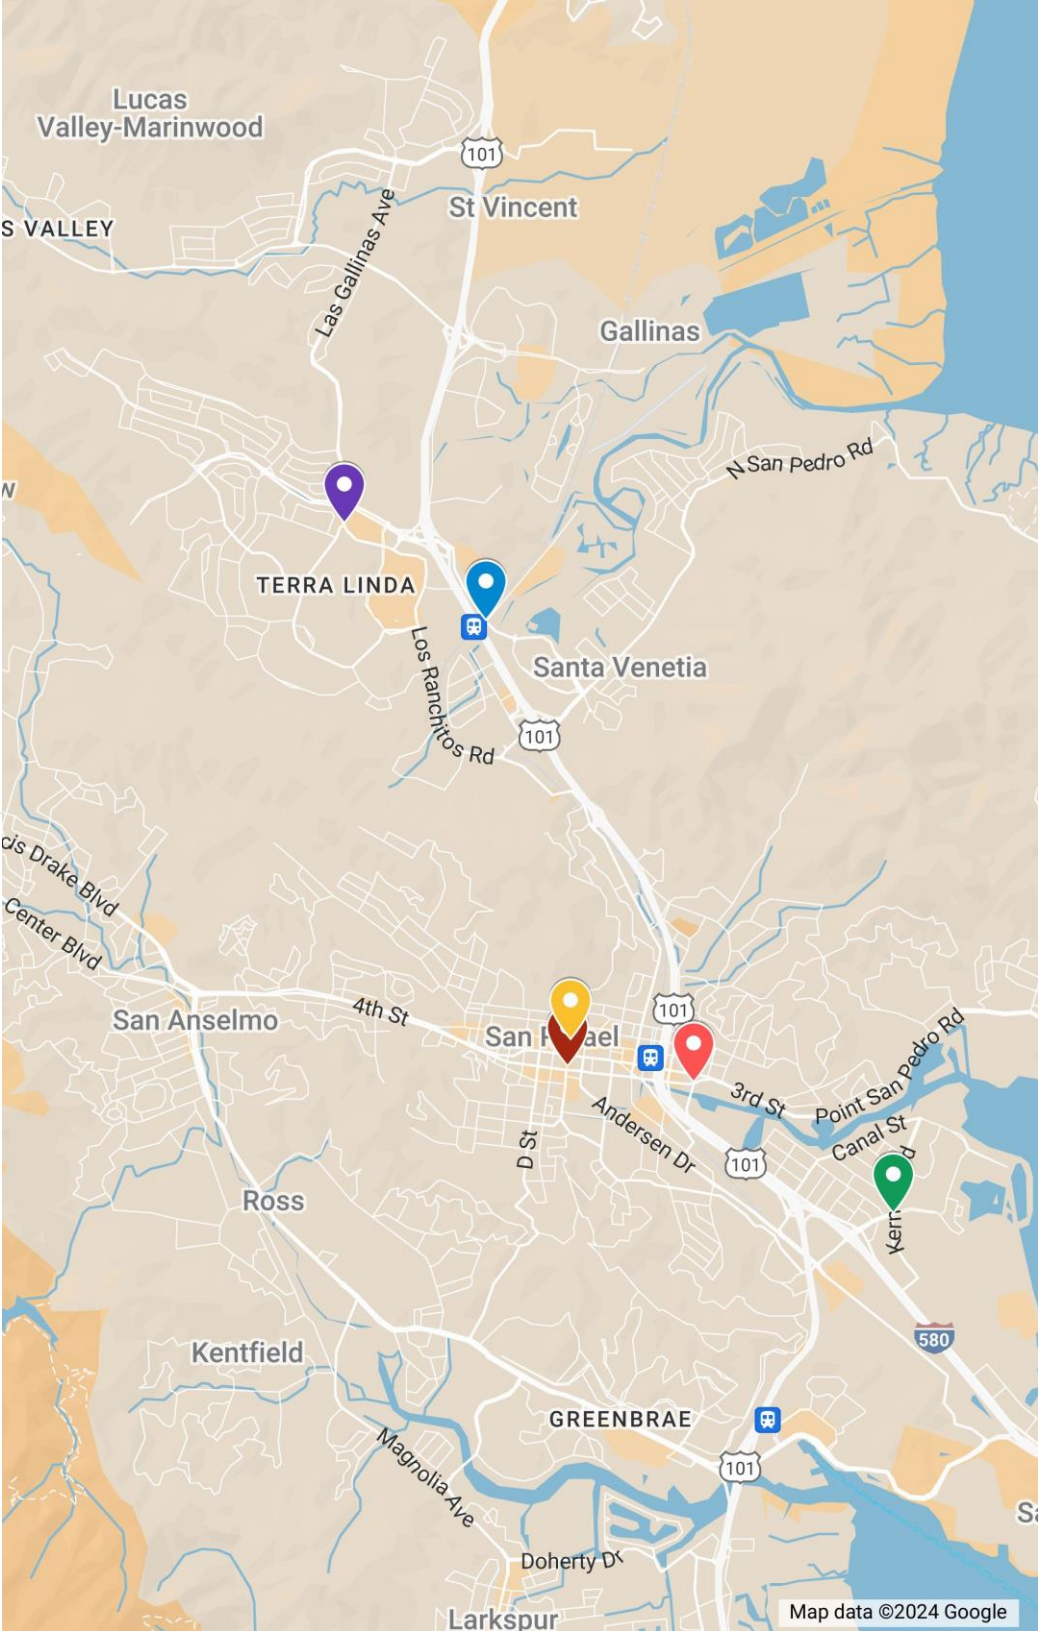 Lucas
Valley-Marinwood
101
St Vincent
S VALLEY
Las Gallinas Ave
Gallinas
N San Pedro Rd
W
TERRA LINDA
Los Ranchitos Rd
Santa Venetia
101
cis Drake Blvd
Center Blvd
4th St
San Anselmo
San R
ael
101
Point San Pedro Rd
3rd St
Andersen Dr
Canal St
D St
101
Kern
d
Ross
580
Kentfield
GREENBRAE
Magnolia Ave
101
Sa
Doherty Dr
Larkspur
Map data ©2024 Google